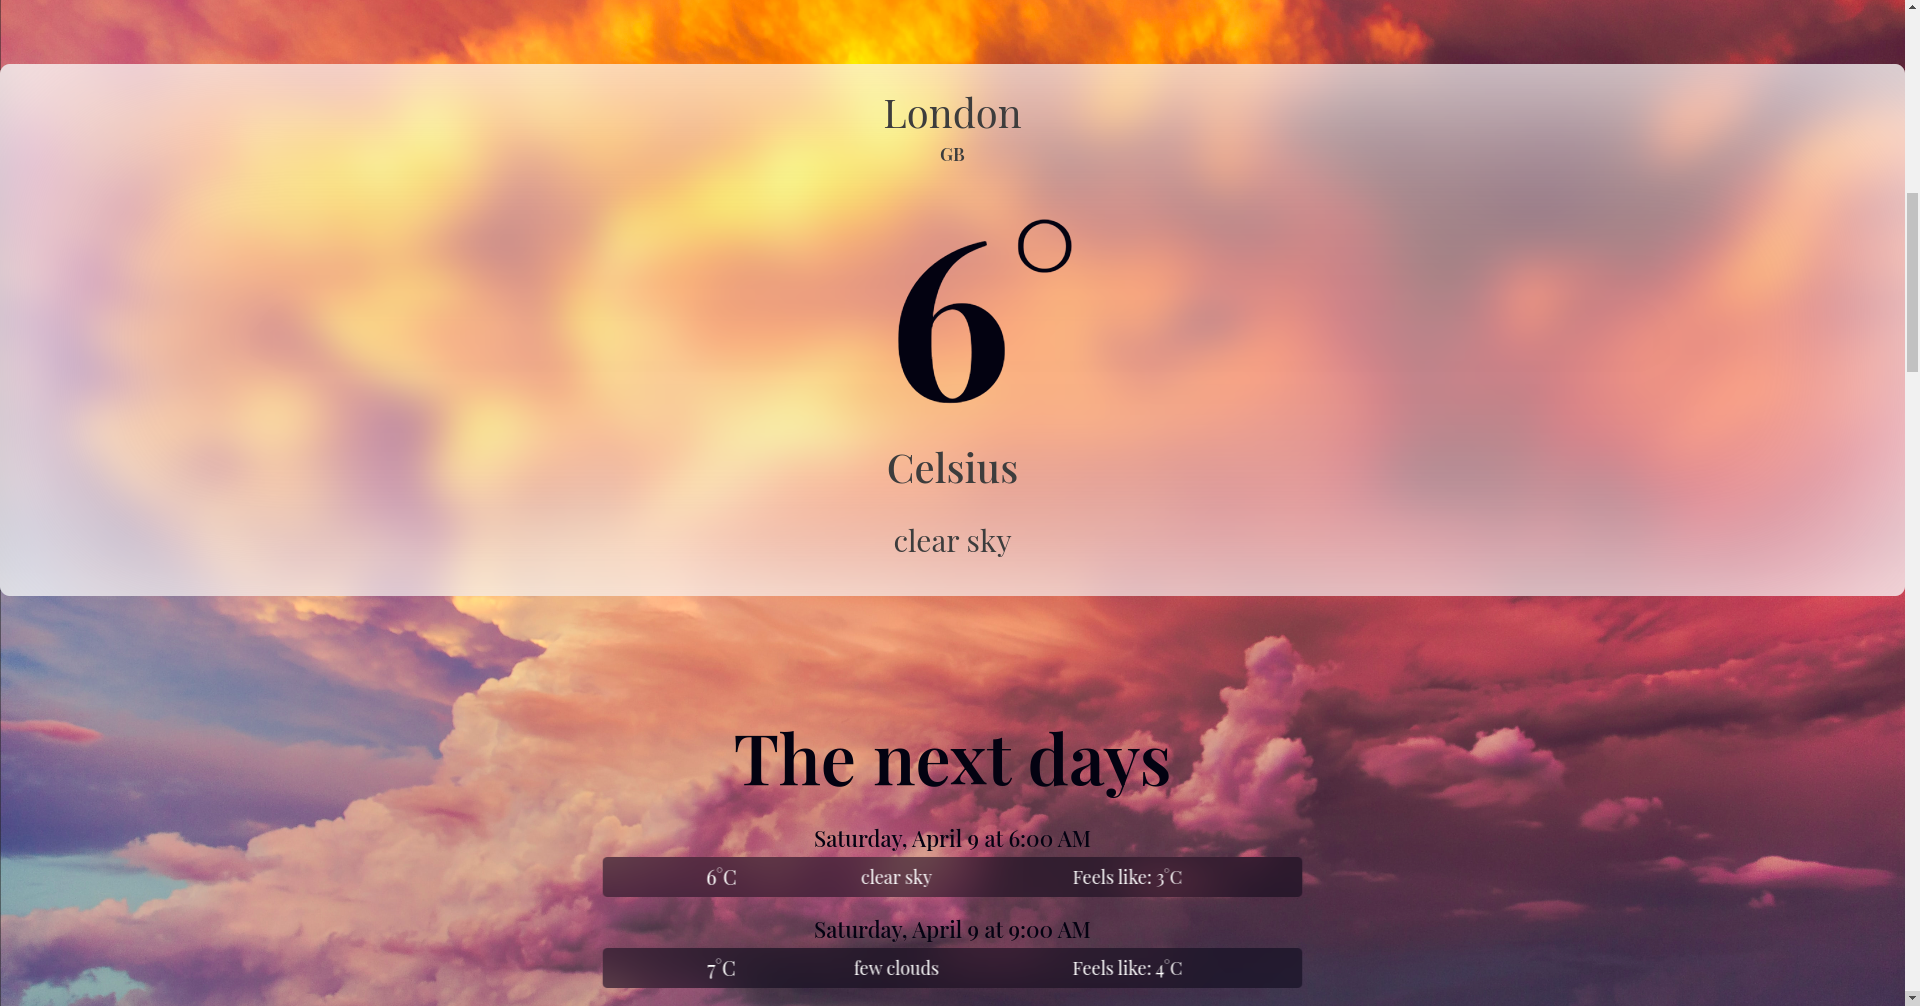 London
GB
6°
Celsius
clear sky
The next days
Saturday, April 9 at 6:00 AM
6°C clear sky Feels like: 3°C
Saturday, April 9 at 9:00 AM
7°C few clouds Feels like: 4°C